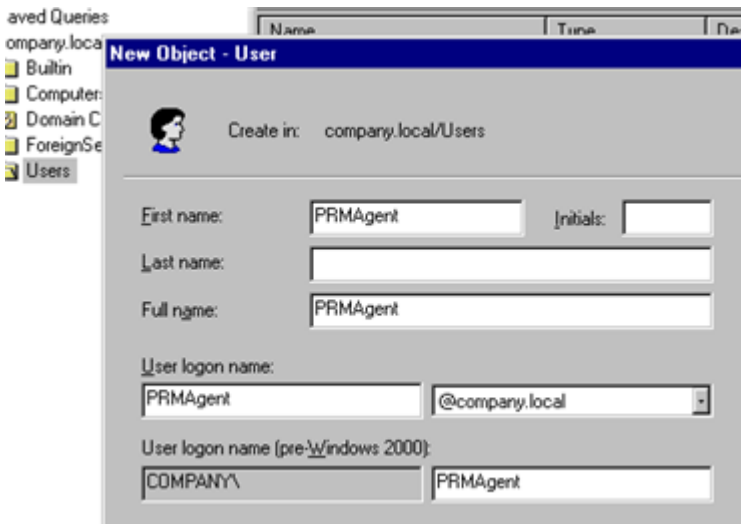 aved Queries
Name Type De
ompany.loca
New Object - User
Builtin
Computer
Domain C
ForeignSe
Users
Create in: company.local/Users
First name: PRMAgent Initials:
Last name:
Full name: PRMAgent
User logon name:
PRMAgent @company.local
User logon name (pre-Windows 2000):
COMPANY\ PRMAgent